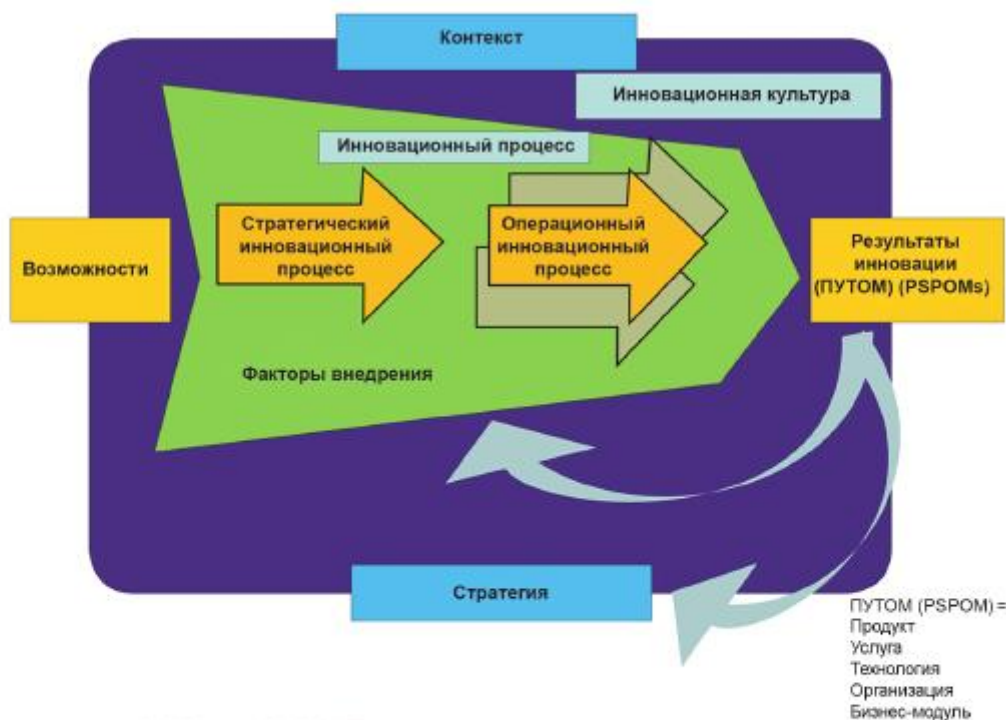 Контекст
Инновационная культура
Инновационный процесс
Стратегический
инновационный
процесс
Операционный
инновационный
процесс
Возможности
Результаты
инновации
(ПУТОМ) (PSPOMs)
Факторы внедрения
Стратегия
ПУТОМ (PSPOM) =
Продукт
Услуга
Технология
Организация
Бизнес-модуль